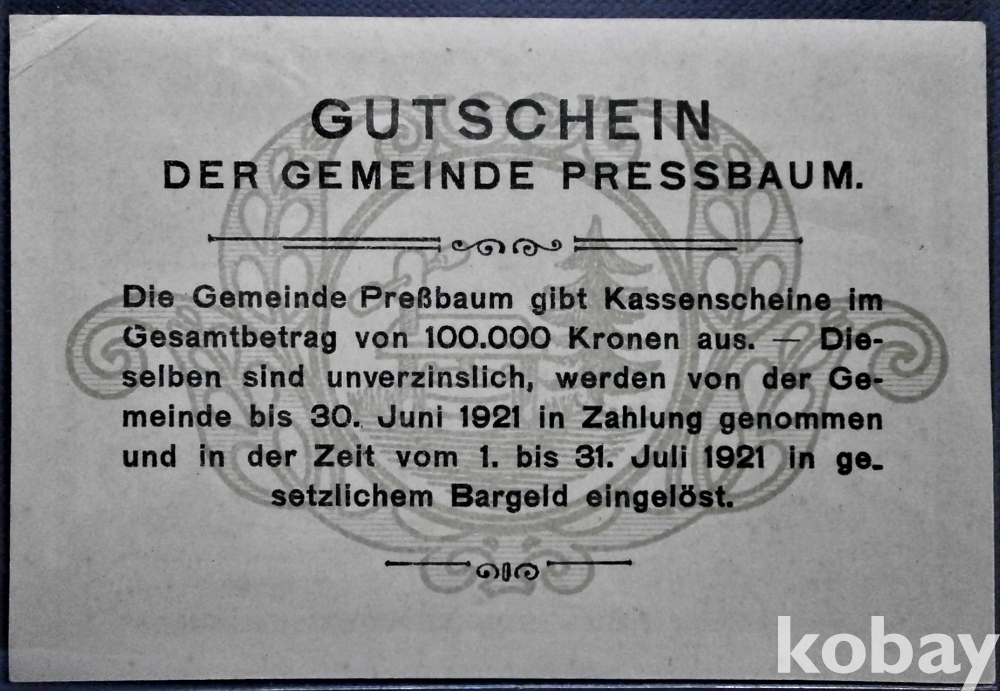 GUTSCHEIN
DER GEMEINDE PRESSBAUM.
Die Gemeinde Preßbaum gibt Kassenscheine im
Gesamtbetrag von 100.000 Kronen aus. — Die-
selben sind unverzinslich, werden von der Ge-
meinde bis 30. Juni 1921 in Zahlung genommen
und in der Zeit vom 1. bis 31. Juli 1921 in ge-
setzlichem Bargeld eingelöst.
kobay